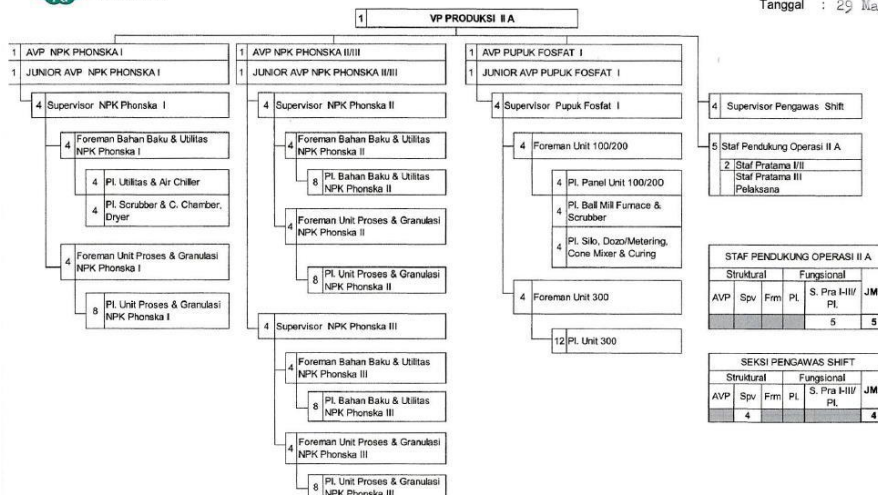 Tanggal : 29 Ma
1 VP PRODUKSI II A
1 AVP NPK PHONSKA I
1 JUNIOR AVP NPK PHONSKA I
4 Supervisor NPK Phonska I
4 Foreman Bahan Baku & Utilitas
NPK Phonska I
4 Pl. Utilitas & Air Chiller
4 Pl. Scrubber & C. Chamber,
Dryer
4 Foreman Unit Proses & Granulasi
NPK Phonska I
8 Pl. Unit Proses & Granulasi
NPK Phonska I
1 AVP NPK PHONSKA II/III
1 JUNIOR AVP NPK PHONSKA II/III
4 Supervisor NPK Phonska II
4 Foreman Bahan Baku & Utilitas
NPK Phonska II
8 Pl. Bahan Baku & Utilitas
NPK Phonska II
4 Foreman Unit Proses & Granulasi
NPK Phonska II
8 Pl. Unit Proses & Granulasi
NPK Phonska II
4 Supervisor NPK Phonska III
4 Foreman Bahan Baku & Utilitas
NPK Phonska III
8 Pl. Bahan Baku & Utilitas
NPK Phonska III
4 Foreman Unit Proses & Granulasi
NPK Phonska III
8 Pl. Unit Proses & Granulasi
NPK Phonska III
1 AVP PUPUK FOSFAT I
1 JUNIOR AVP PUPUK FOSFAT I
4 Supervisor Pupuk Fosfat I
4 Foreman Unit 100/200
4 Pl. Panel Unit 100/200
4 Pl. Ball Mill Furnace &
Scrubber
4 Pl. Silo, Dozo/Metering,
Cone Mixer & Curing
4 Foreman Unit 300
12 Pl. Unit 300
4 Supervisor Pengawas Shift
5 Staf Pendukung Operasi II A
2 Staf Pratama I/II
Staf Pratama III
Pelaksana
STAF PENDUKUNG OPERASI II A
Struktural Fungsional
AVP Spv Frm Pl. S. Pra I-III/ JM
Pl.
5 5
SEKSI PENGAWAS SHIFT
Struktural Fungsional
AVP Spv Frm Pl. S. Pra I-III/ JM
Pl.
4 4